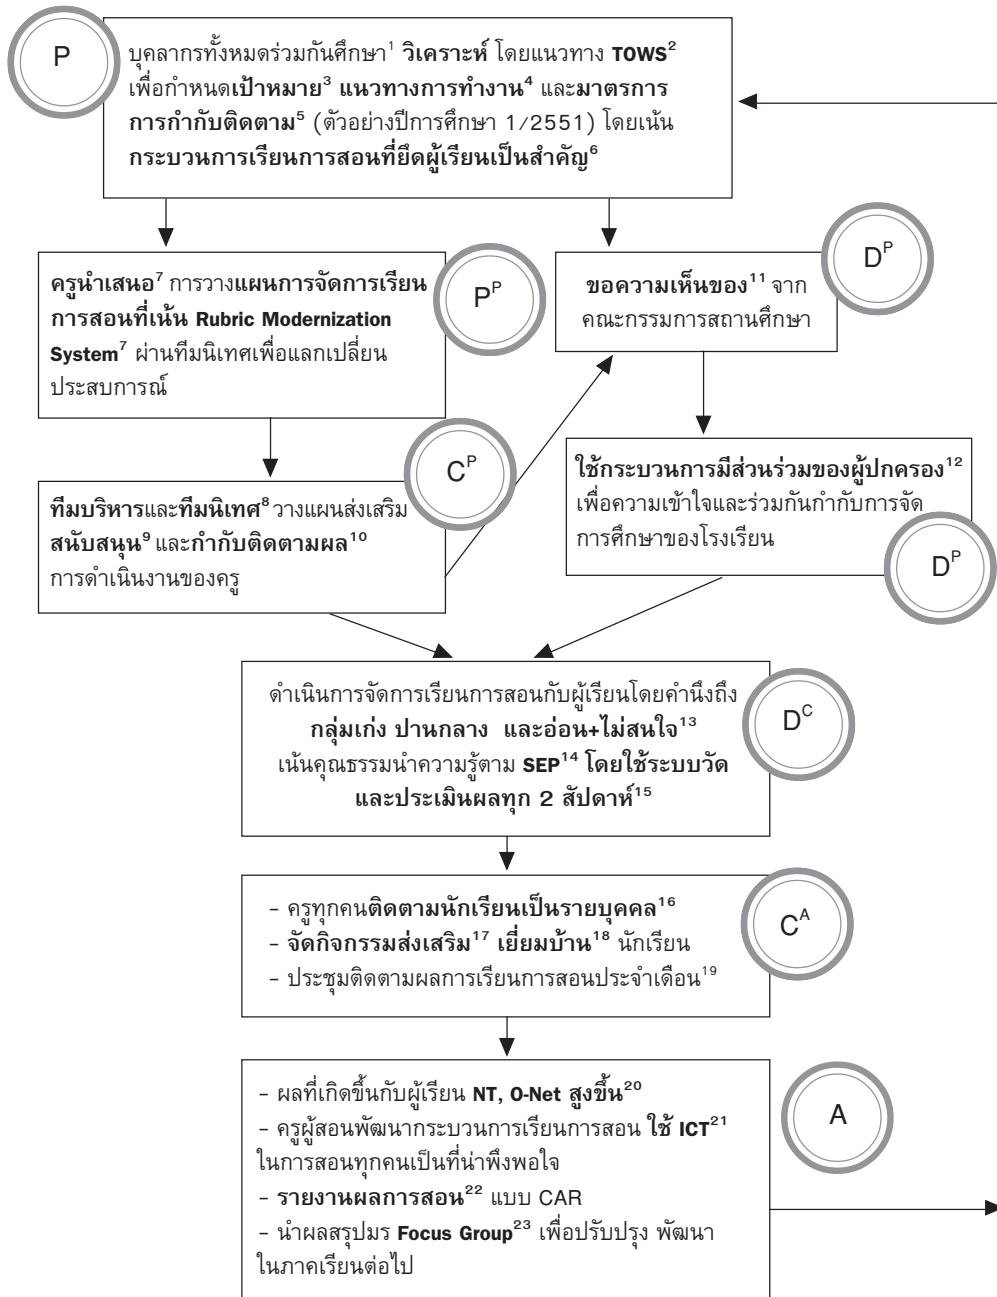 P
บุคลากรทั้งหมดร่วมกันศึกษา¹ วิเคราะห์ โดยแนวทาง TOWS²
เพื่อกำหนดเป้าหมาย³ แนวทางการทำงาน⁴ และมาตรการ
การกำกับติดตาม⁵ (ตัวอย่างปีการศึกษา 1/2551) โดยเน้น
กระบวนการเรียนการสอนที่ยึดผู้เรียนเป็นสำคัญ⁶
ครูนำเสนอ⁷ การวางแผนการจัดการเรียน
การสอนที่เน้น Rubric Modernization
System⁷ ผ่านทีมนิเทศเพื่อแลกเปลี่ยน
ประสบการณ์
Pᴾ
ขอความเห็นของ¹¹ จาก
คณะกรรมการสถานศึกษา
Dᴾ
ทีมบริหารและทีมนิเทศ⁸ วางแผนส่งเสริม
สนับสนุน⁹ และกำกับติดตามผล¹⁰
การดำเนินงานของครู
Cᴾ
ใช้กระบวนการมีส่วนร่วมของผู้ปกครอง¹²
เพื่อความเข้าใจและร่วมกันกำกับการจัด
การศึกษาของโรงเรียน
Dᴾ
ดำเนินการจัดการเรียนการสอนกับผู้เรียนโดยคำนึงถึง
กลุ่มเก่ง ปานกลาง และอ่อน+ไม่สนใจ¹³
เน้นคุณธรรมนำความรู้ตาม SEP¹⁴ โดยใช้ระบบวัด
และประเมินผลทุก 2 สัปดาห์¹⁵
D^C
– ครูทุกคนติดตามนักเรียนเป็นรายบุคคล¹⁶
– จัดกิจกรรมส่งเสริม¹⁷ เยี่ยมบ้าน¹⁸ นักเรียน
– ประชุมติดตามผลการเรียนการสอนประจำเดือน¹⁹
Cᴬ
– ผลที่เกิดขึ้นกับผู้เรียน NT, O-Net สูงขึ้น²⁰
– ครูผู้สอนพัฒนากระบวนการเรียนการสอน ใช้ ICT²¹
ในการสอนทุกคนเป็นที่น่าพึงพอใจ
– รายงานผลการสอน²² แบบ CAR
– นำผลสรุปมร Focus Group²³ เพื่อปรับปรุง พัฒนา
ในภาคเรียนต่อไป
A